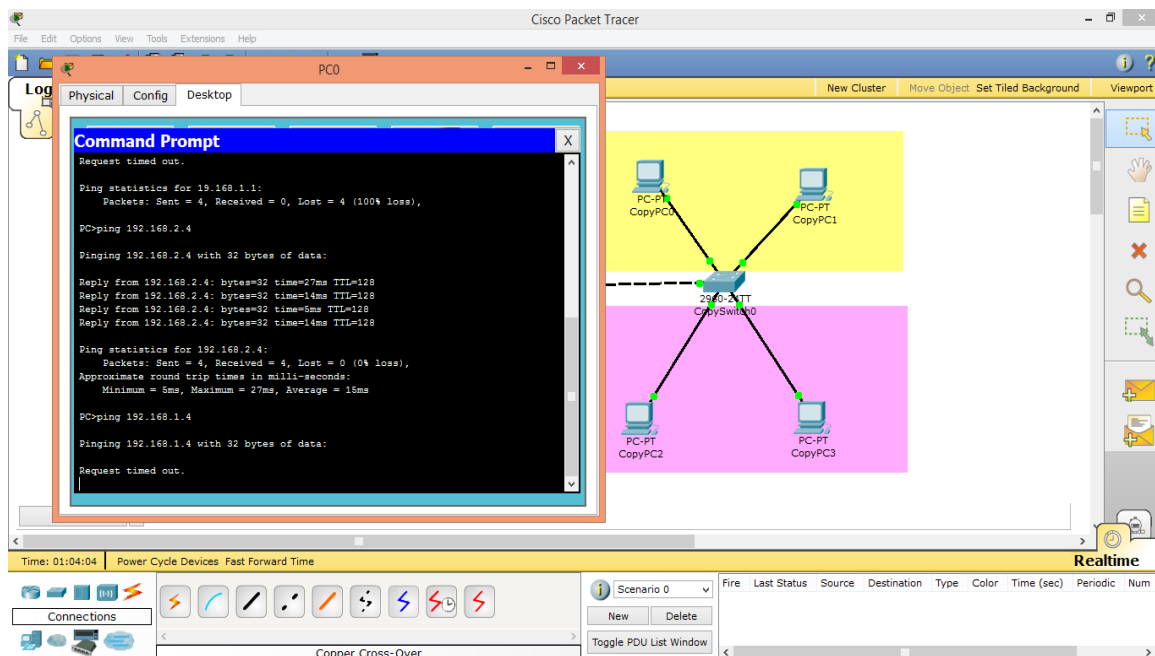 Cisco Packet Tracer
File Edit Options View Tools Extensions Help
PC0
Log
New Cluster Move Object Set Tiled Background Viewport
Physical Config Desktop
Command Prompt X
Request timed out.
Ping statistics for 19.168.1.1:
Packets: Sent = 4, Received = 0, Lost = 4 (100% loss),
PC>ping 192.168.2.4
Pinging 192.168.2.4 with 32 bytes of data:
Reply from 192.168.2.4: bytes=32 time=27ms TTL=128
Reply from 192.168.2.4: bytes=32 time=14ms TTL=128
Reply from 192.168.2.4: bytes=32 time=5ms TTL=128
Reply from 192.168.2.4: bytes=32 time=14ms TTL=128
Ping statistics for 192.168.2.4:
Packets: Sent = 4, Received = 4, Lost = 0 (0% loss),
Approximate round trip times in milli-seconds:
Minimum = 5ms, Maximum = 27ms, Average = 15ms
PC>ping 192.168.1.4
Pinging 192.168.1.4 with 32 bytes of data:
Request timed out.
PC-PT
CopyPC0
PC-PT
CopyPC1
2960-24TT
CopySwitch0
PC-PT
CopyPC2
PC-PT
CopyPC3
Time: 01:04:04 Power Cycle Devices Fast Forward Time
Realtime
Connections
Copper Cross-Over
Scenario 0
New Delete
Toggle PDU List Window
Fire Last Status Source Destination Type Color Time (sec) Periodic Num